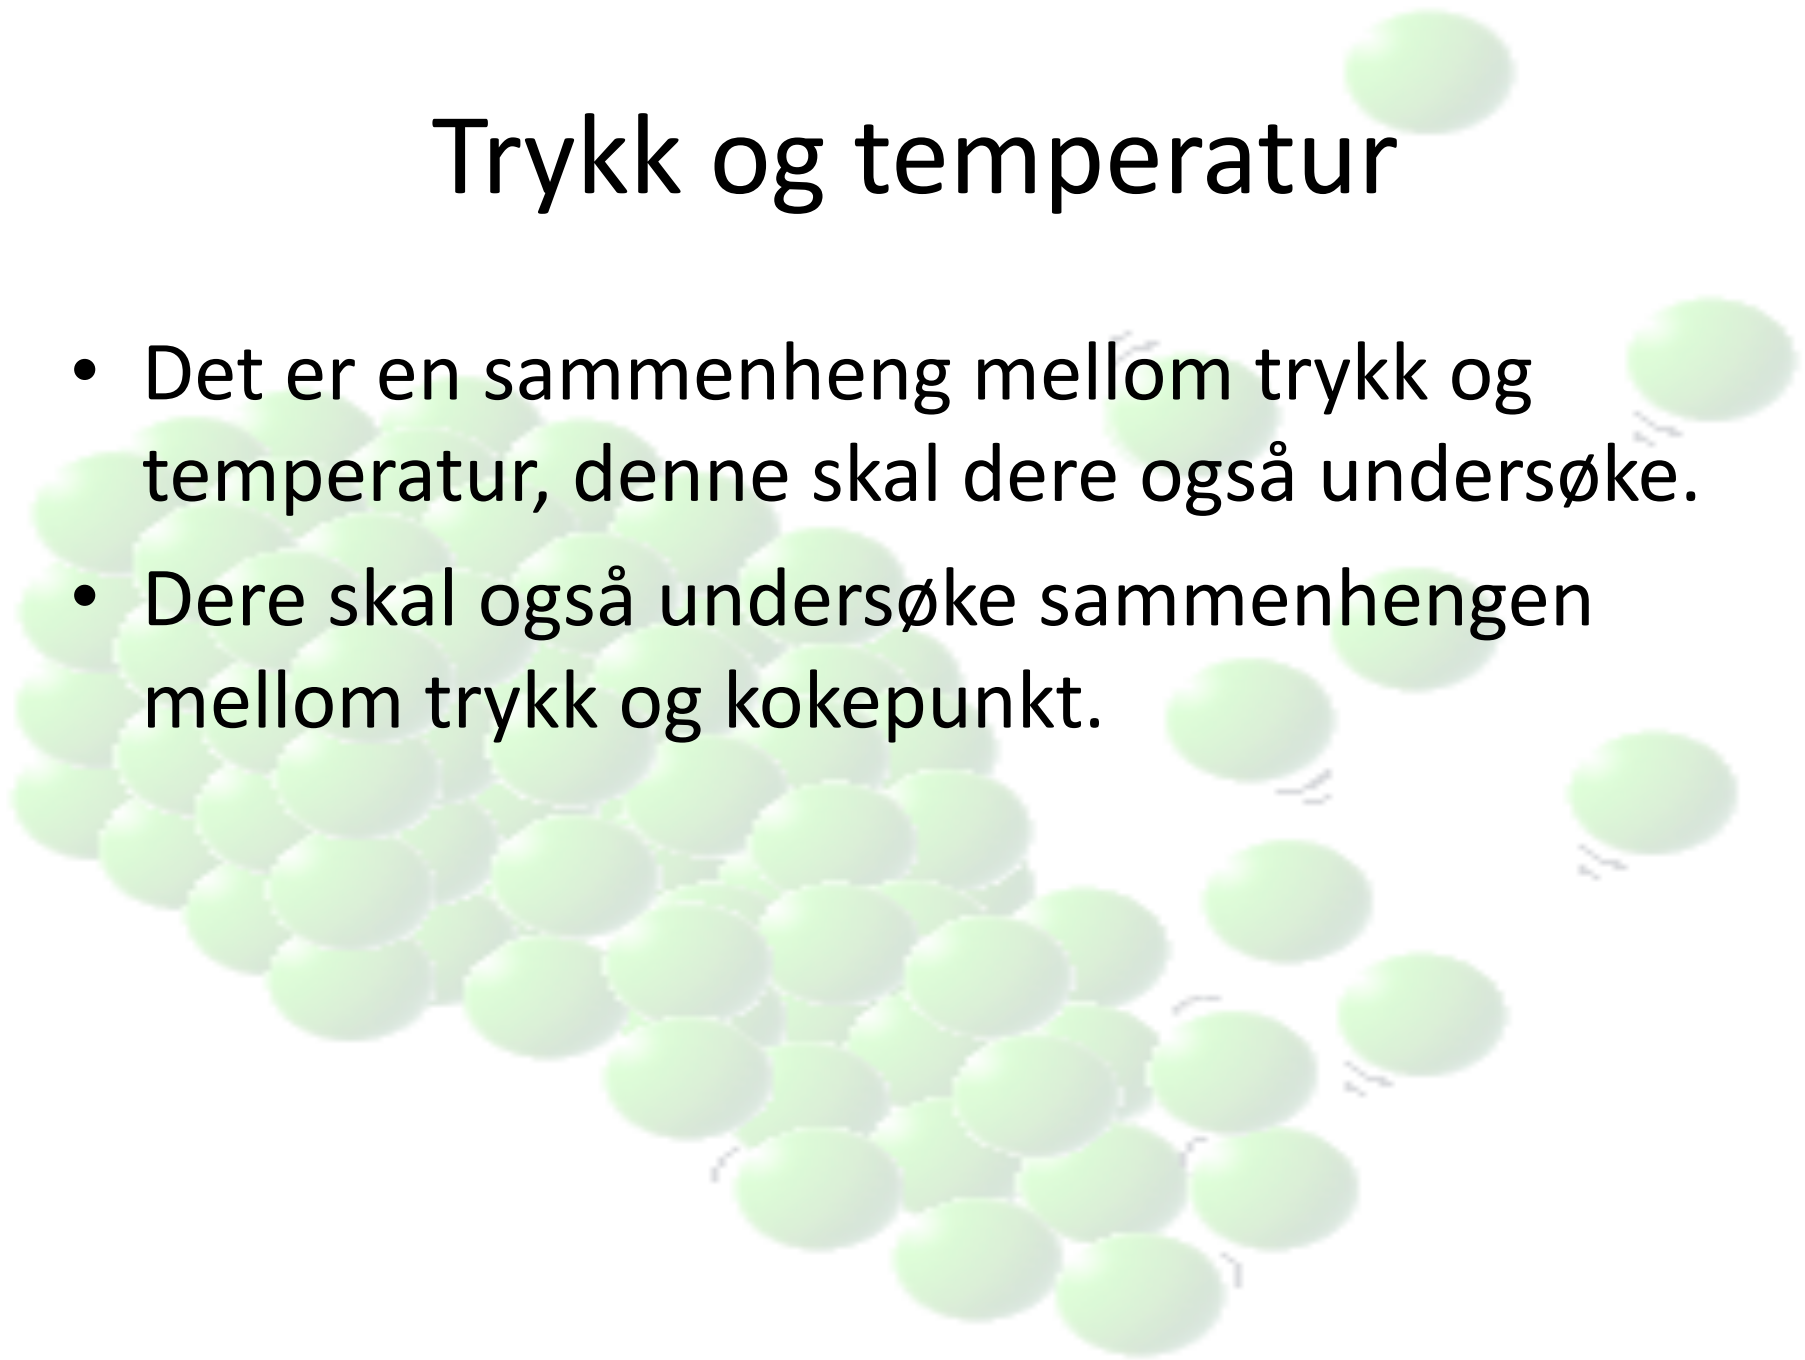 Trykk og temperatur
• Det er en sammenheng mellom trykk og
temperatur, denne skal dere også undersøke.
• Dere skal også undersøke sammenhengen
mellom trykk og kokepunkt.